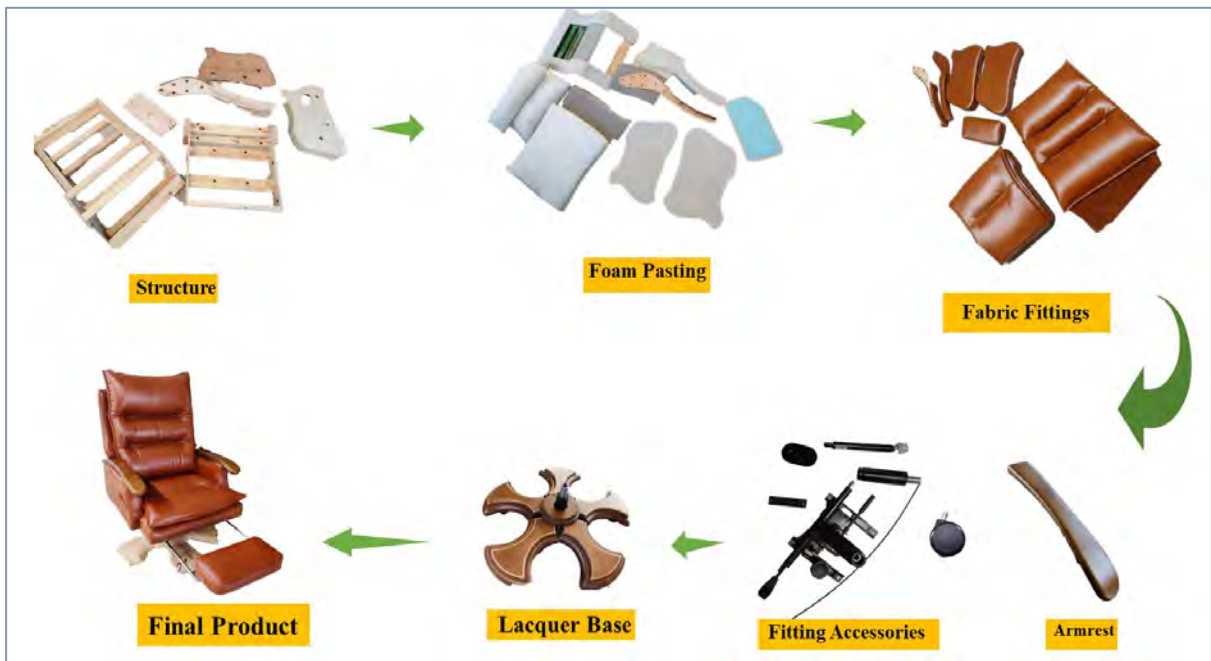 Structure
Foam Pasting
Fabric Fittings
Final Product
Lacquer Base
Fitting Accessories
Armrest